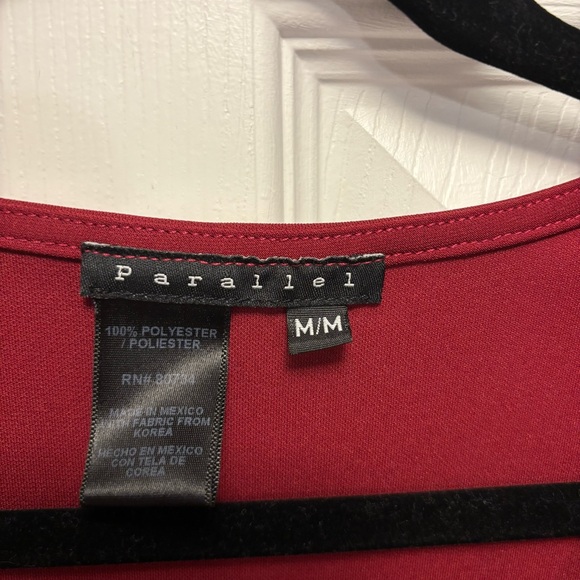 Parallel
M/M
100% POLYESTER
/ POLIESTER
RN# 80734
MADE IN MEXICO
WITH FABRIC FROM
KOREA
HECHO EN MEXICO
CON TELA DE
COREA